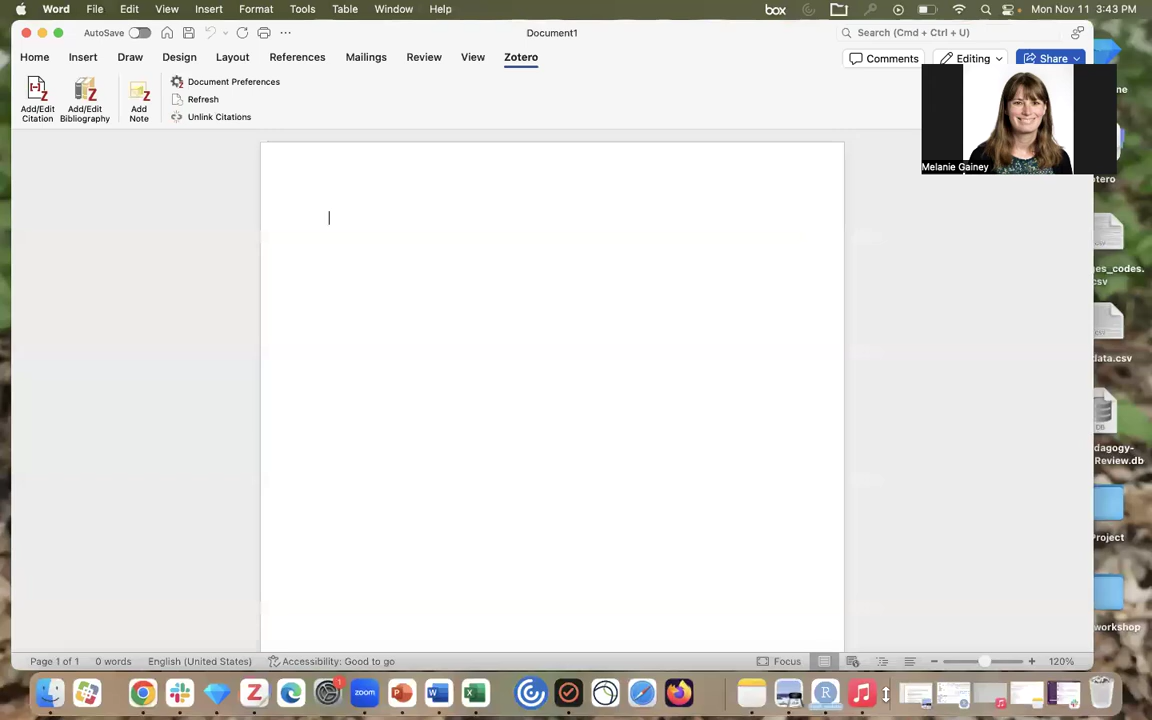 Word File Edit View Insert Format Tools Table Window Help box Mon Nov 11 3:43 PM
AutoSave Document1 Search (Cmd + Ctrl + U)
Home Insert Draw Design Layout References Mailings Review View Zotero Comments Editing Share
Add/Edit Citation
Add/Edit Bibliography
Add Note
Document Preferences
Refresh
Unlink Citations
Melanie Gainey
ges_codes.
csv
data.csv
dagogy-
Review.db
Project
workshop
Page 1 of 1 0 words English (United States) Accessibility: Good to go Focus 120%
zoom
1